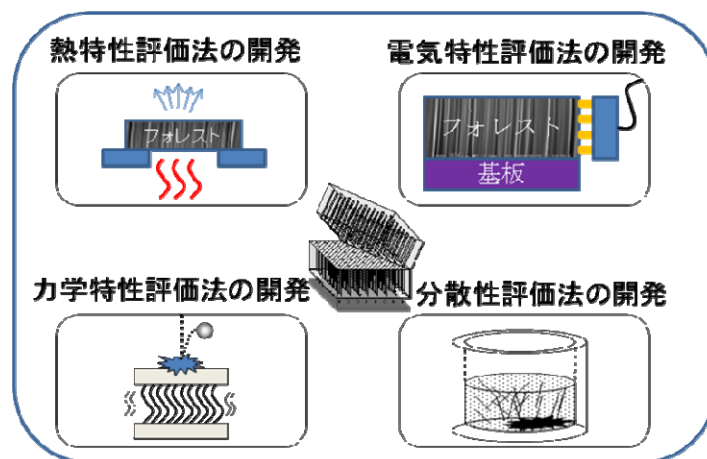 熱特性評価法の開発
電気特性評価法の開発
フォレスト
フォレスト
基板
力学特性評価法の開発
分散性評価法の開発